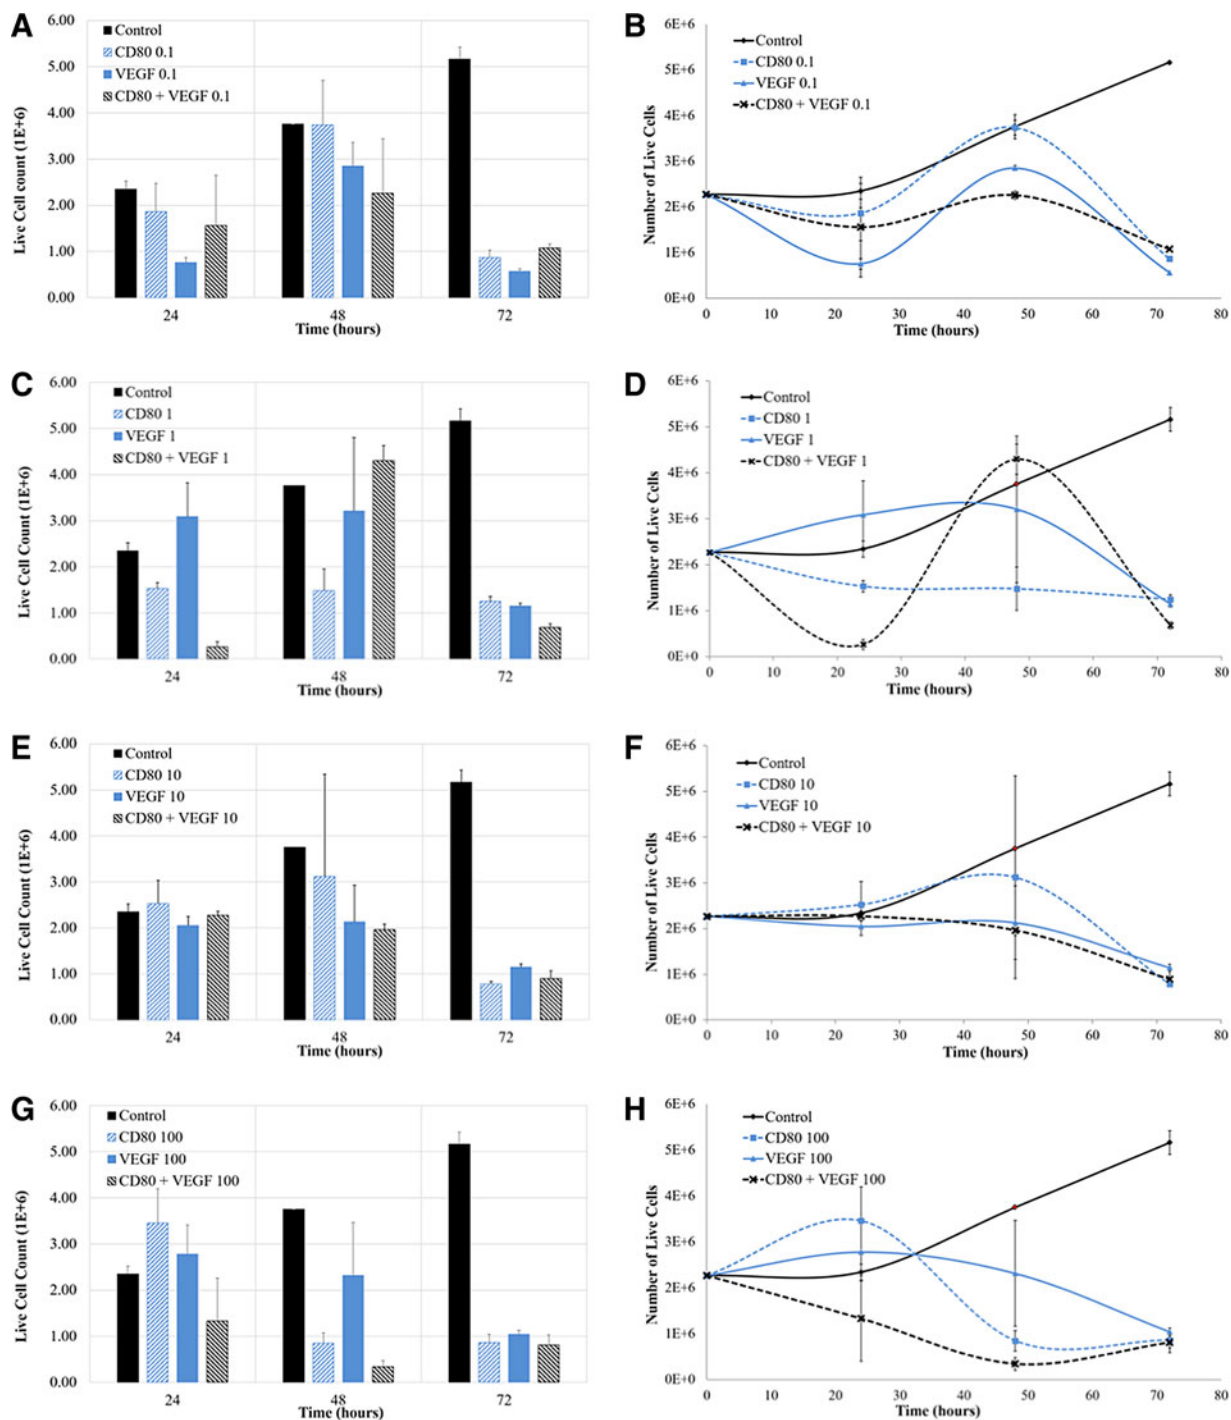 A
Live Cell count (1E+6)
6.00
5.00
4.00
3.00
2.00
1.00
0.00
Control
CD80 0.1
VEGF 0.1
CD80 + VEGF 0.1
24
48
72
Time (hours)
B
Number of Live Cells
6E+6
5E+6
4E+6
3E+6
2E+6
1E+6
0E+0
Control
CD80 0.1
VEGF 0.1
CD80 + VEGF 0.1
0
10
20
30
40
50
60
70
80
Time (hours)
C
Live Cell Count (1E+6)
6.00
5.00
4.00
3.00
2.00
1.00
0.00
Control
CD80 1
VEGF 1
CD80 + VEGF 1
24
48
72
Time (hours)
D
Number of Live Cells
6E+6
5E+6
4E+6
3E+6
2E+6
1E+6
0E+0
Control
CD80 1
VEGF 1
CD80 + VEGF 1
0
10
20
30
40
50
60
70
80
Time (hours)
E
Live Cell Count (1E+6)
6.00
5.00
4.00
3.00
2.00
1.00
0.00
Control
CD80 10
VEGF 10
CD80 + VEGF 10
24
48
72
Time (hours)
F
Number of Live Cells
6E+6
5E+6
4E+6
3E+6
2E+6
1E+6
0E+0
Control
CD80 10
VEGF 10
CD80 + VEGF 10
0
10
20
30
40
50
60
70
80
Time (hours)
G
Live Cell Count (1E+6)
6.00
5.00
4.00
3.00
2.00
1.00
0.00
Control
CD80 100
VEGF 100
CD80 + VEGF 100
24
48
72
Time (hours)
H
Number of Live Cells
6E+6
5E+6
4E+6
3E+6
2E+6
1E+6
0E+0
Control
CD80 100
VEGF 100
CD80 + VEGF 100
0
10
20
30
40
50
60
70
80
Time (hours)